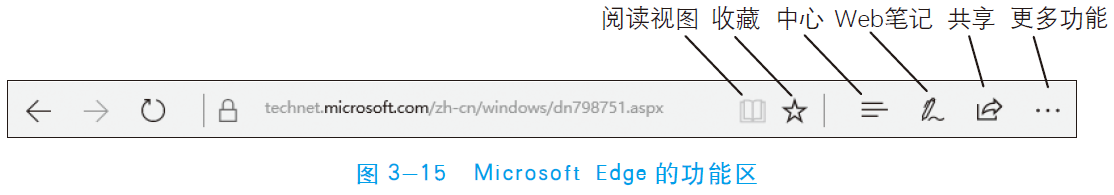 阅读视图 收藏 中心 Web笔记 共享 更多功能
technet.microsoft.com/zh-cn/windows/dn798751.aspx
图 3—15 Microsoft Edge 的功能区